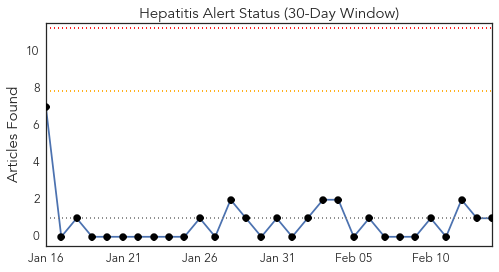 Hepatitis Alert Status (30-Day Window)
Articles Found
10
8
6
4
2
0
Jan 16
Jan 21
Jan 26
Jan 31
Feb 05
Feb 10